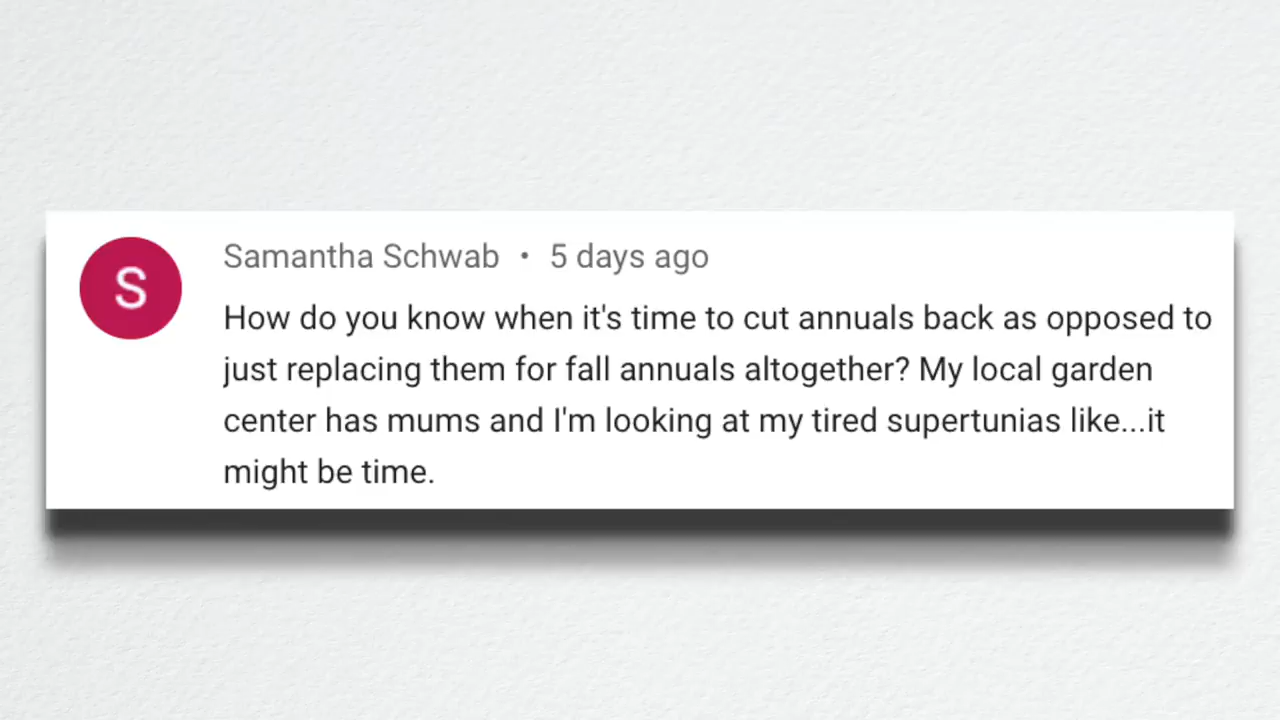 S
Samantha Schwab • 5 days ago
How do you know when it's time to cut annuals back as opposed to
just replacing them for fall annuals altogether? My local garden
center has mums and I'm looking at my tired supertunias like...it
might be time.